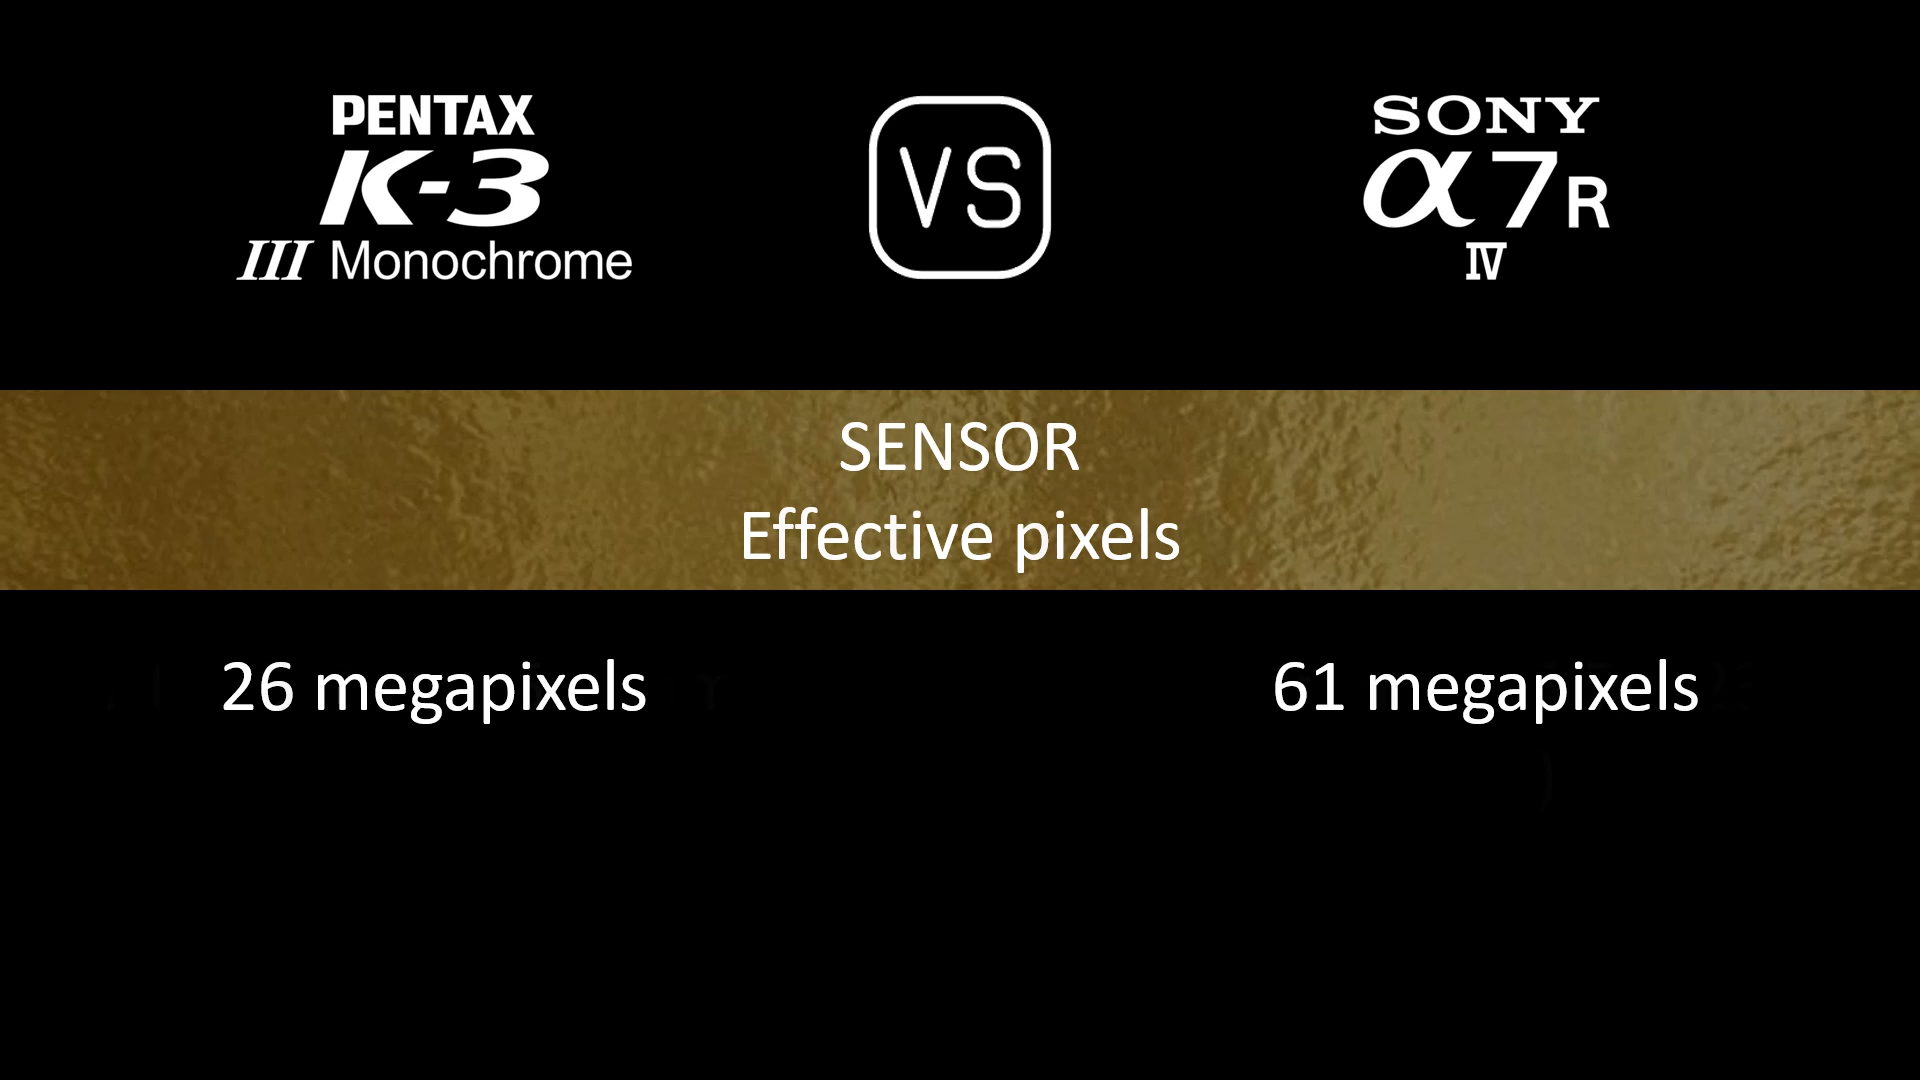 PENTAX
K-3
III Monochrome
VS
SONY
α7R
IV
SENSOR
Effective pixels
26 megapixels
61 megapixels